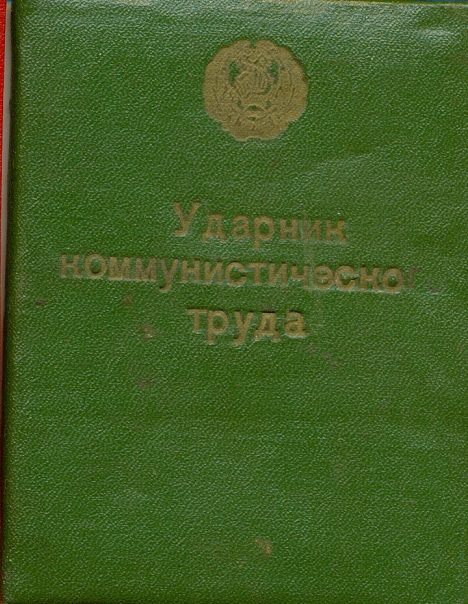 Ударник
коммунистического
труда